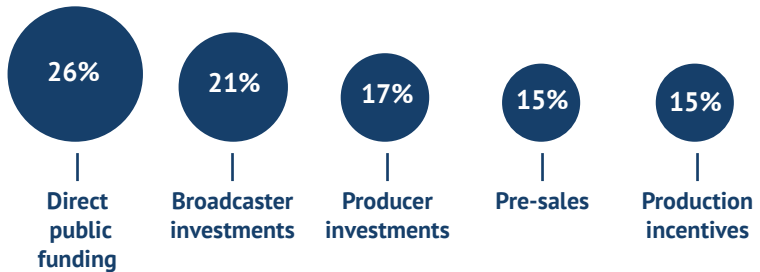 26%
21%
17%
15%
15%
Direct
public
funding
Broadcaster
investments
Producer
investments
Pre-sales
Production
incentives